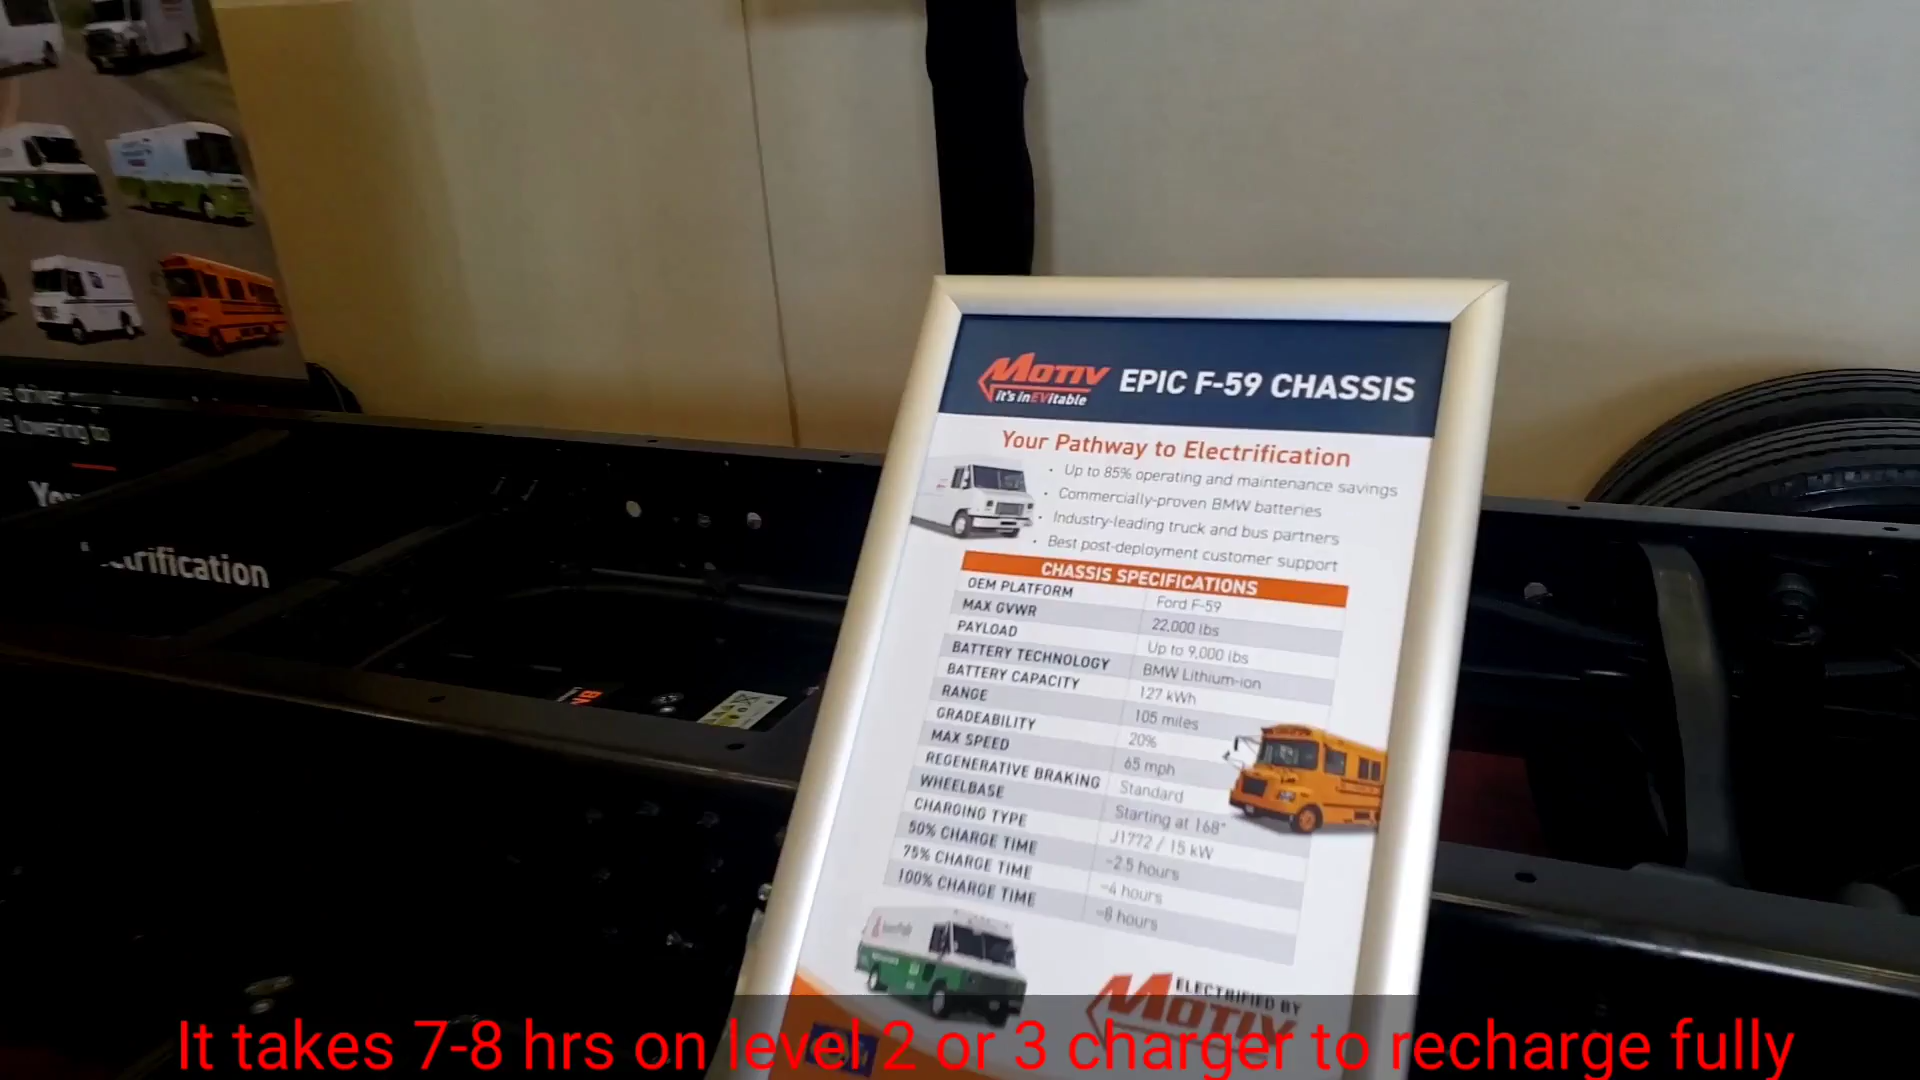 MOTIV
it's inEVitable
EPIC F-59 CHASSIS
Your Pathway to Electrification
• Up to 85% operating and maintenance savings
• Commercially-proven BMW batteries
• Industry-leading truck and bus partners
• Best post-deployment customer support
CHASSIS SPECIFICATIONS
OEM PLATFORM Ford F-59
MAX GVWR 22,000 lbs
PAYLOAD Up to 9,000 lbs
BATTERY TECHNOLOGY BMW Lithium-ion
BATTERY CAPACITY 127 kWh
RANGE 105 miles
GRADEABILITY 20%
MAX SPEED 65 mph
REGENERATIVE BRAKING Standard
WHEELBASE Starting at 168"
CHARGING TYPE J1772 / 15 kW
50% CHARGE TIME ~2.5 hours
75% CHARGE TIME ~4 hours
100% CHARGE TIME ~8 hours
ELECTRIFIED BY
MOTIV
e driver
e lowering to
You
ctrification
It takes 7-8 hrs on level 2 or 3 charger to recharge fully